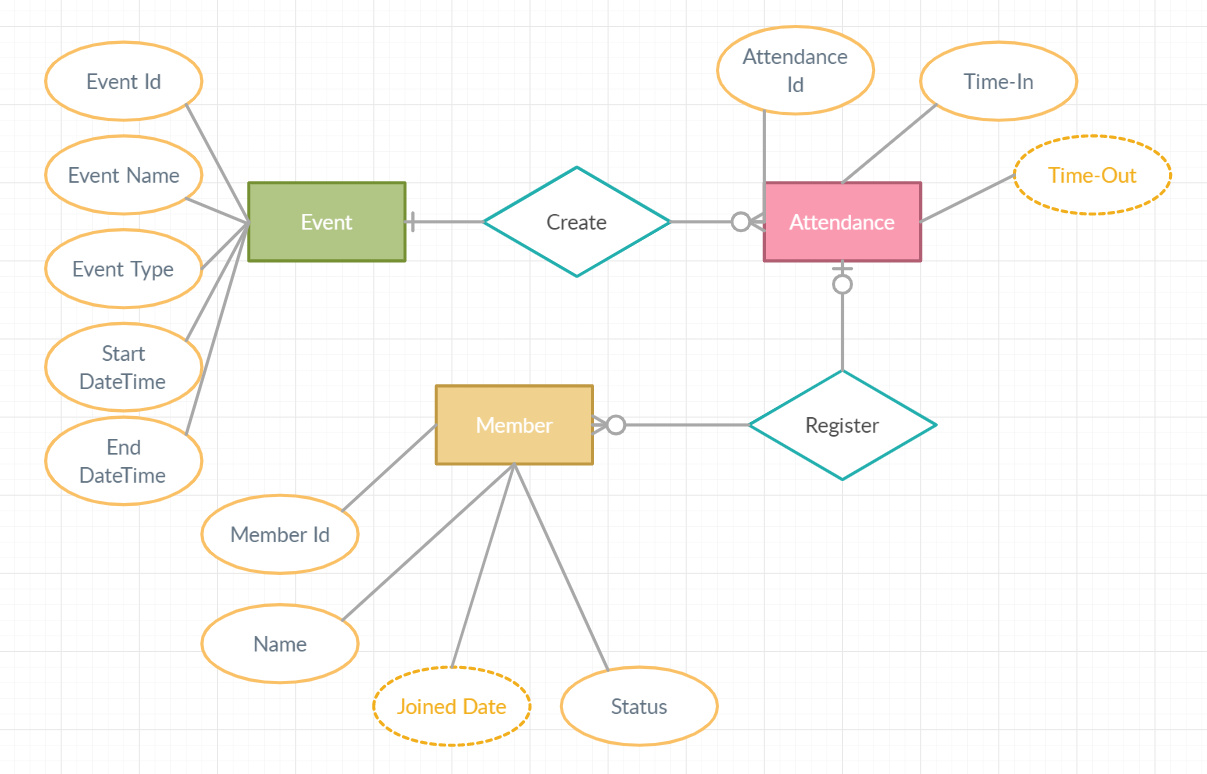 Attendance
Id
Event Id
Time-In
Event Name
Time-Out
Event
Create
Attendance
Event Type
Start
DateTime
Member
Register
End
DateTime
Member Id
Name
Joined Date
Status